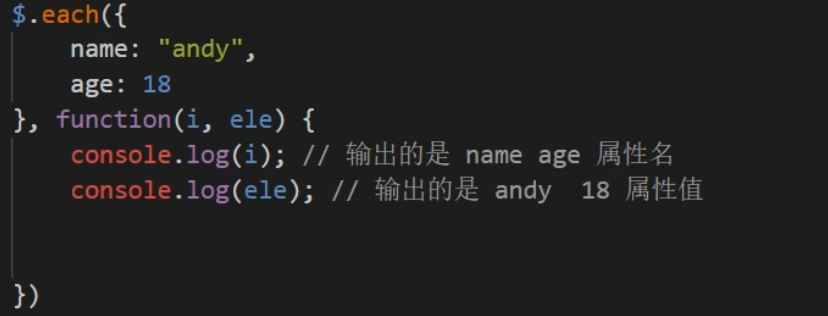 $.each({
    name: "andy",
    age: 18
}, function(i, ele) {
    console.log(i); // 输出的是 name age 属性名
    console.log(ele); // 输出的是 andy  18 属性值
})